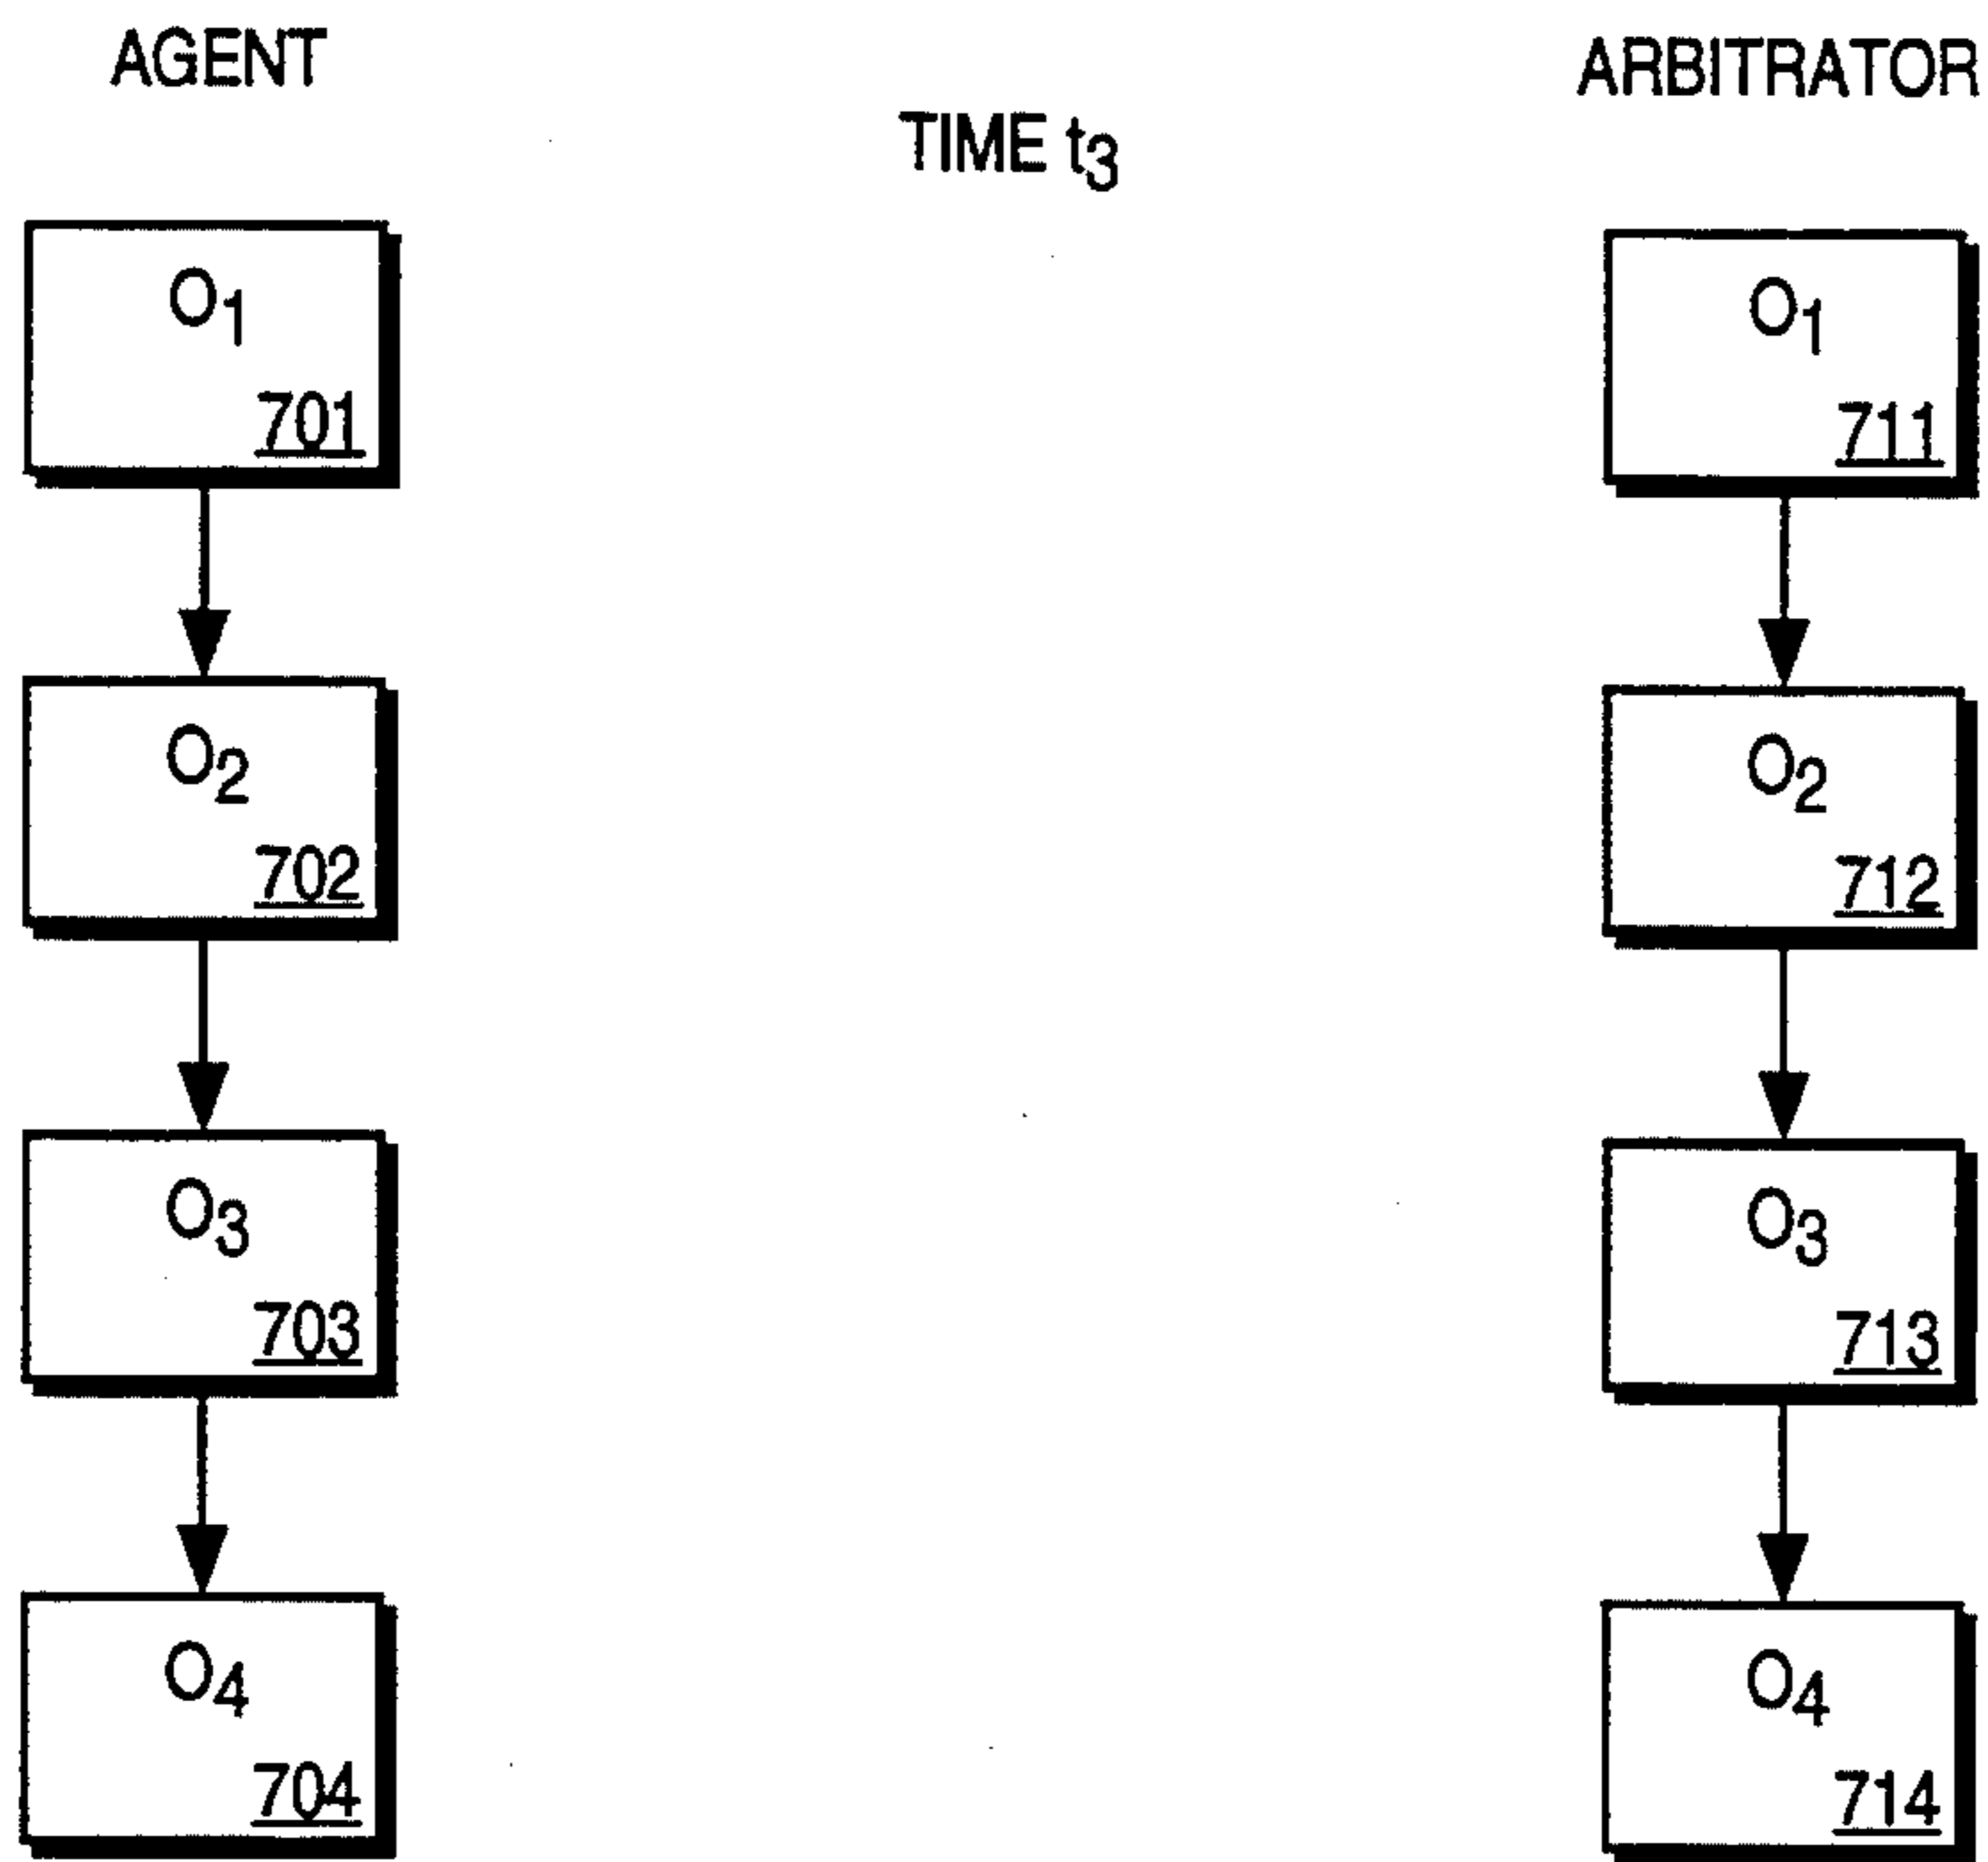 AGENT
TIME t3
ARBITRATOR
O1
701
O2
702
O3
703
O4
704
O1
711
O2
712
O3
713
O4
714